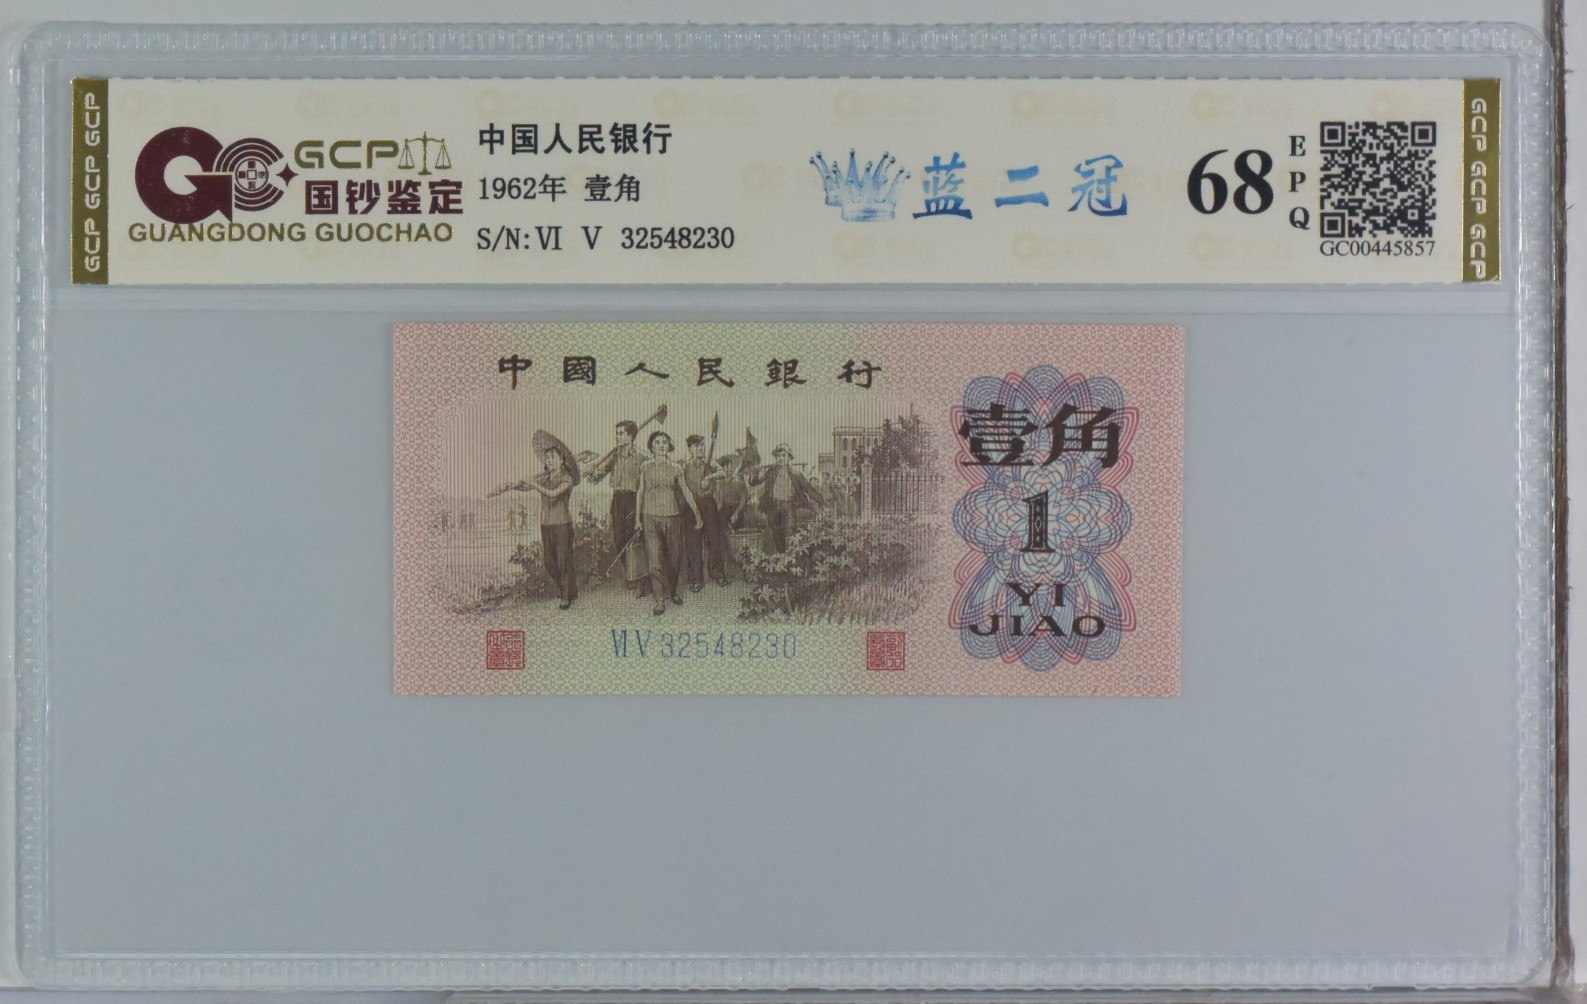 GCP GCP GCP
GCP
国钞鉴定
GUANGDONG GUOCHAO
中国人民银行
1962年 壹角
S/N: Ⅵ Ⅴ 32548230
蓝二冠
68
EPQ
GC00445857
GCP GCP GCP
中國人民銀行
壹角
1
YI
JIAO
ⅥⅤ32548230